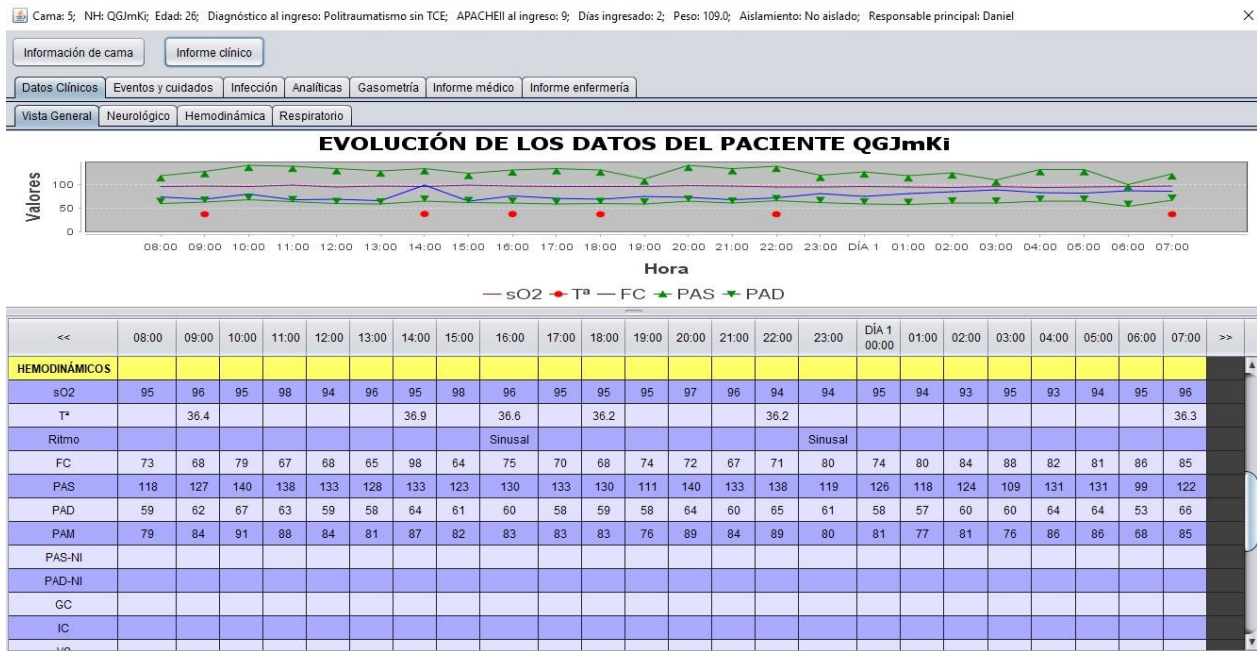 Cama: 5; NH: QGJmKi; Edad: 26; Diagnóstico al ingreso: Politraumatismo sin TCE; APACHEII al ingreso: 9; Días ingresado: 2; Peso: 109.0; Aislamiento: No aislado; Responsable principal: Daniel
Información de cama Informe clínico
Datos Clínicos Eventos y cuidados Infección Analíticas Gasometría Informe médico Informe enfermería
Vista General Neurológico Hemodinámica Respiratorio
EVOLUCIÓN DE LOS DATOS DEL PACIENTE QGJmKi
Valores
100
50
0
08:00 09:00 10:00 11:00 12:00 13:00 14:00 15:00 16:00 17:00 18:00 19:00 20:00 21:00 22:00 23:00 DÍA 1 01:00 02:00 03:00 04:00 05:00 06:00 07:00
Hora
sO2 Tª FC PAS PAD
<< 08:00 09:00 10:00 11:00 12:00 13:00 14:00 15:00 16:00 17:00 18:00 19:00 20:00 21:00 22:00 23:00 DÍA 1 00:00 01:00 02:00 03:00 04:00 05:00 06:00 07:00 >>
HEMODINÁMICOS
sO2 95 96 95 98 94 96 95 98 96 95 95 95 97 96 94 94 95 94 93 95 93 94 95 96
Tª 36.4 36.9 36.6 36.2 36.2 36.3
Ritmo Sinusal Sinusal
FC 73 68 79 67 68 65 98 64 75 70 68 74 72 67 71 80 74 80 84 88 82 81 86 85
PAS 118 127 140 138 133 128 133 123 130 133 130 111 140 133 138 119 126 118 124 109 131 131 99 122
PAD 59 62 67 63 59 58 64 61 60 58 59 58 64 60 65 61 58 57 60 60 64 64 53 66
PAM 79 84 91 88 84 81 87 82 83 83 83 76 89 84 89 80 81 77 81 76 86 86 68 85
PAS-NI
PAD-NI
GC
IC